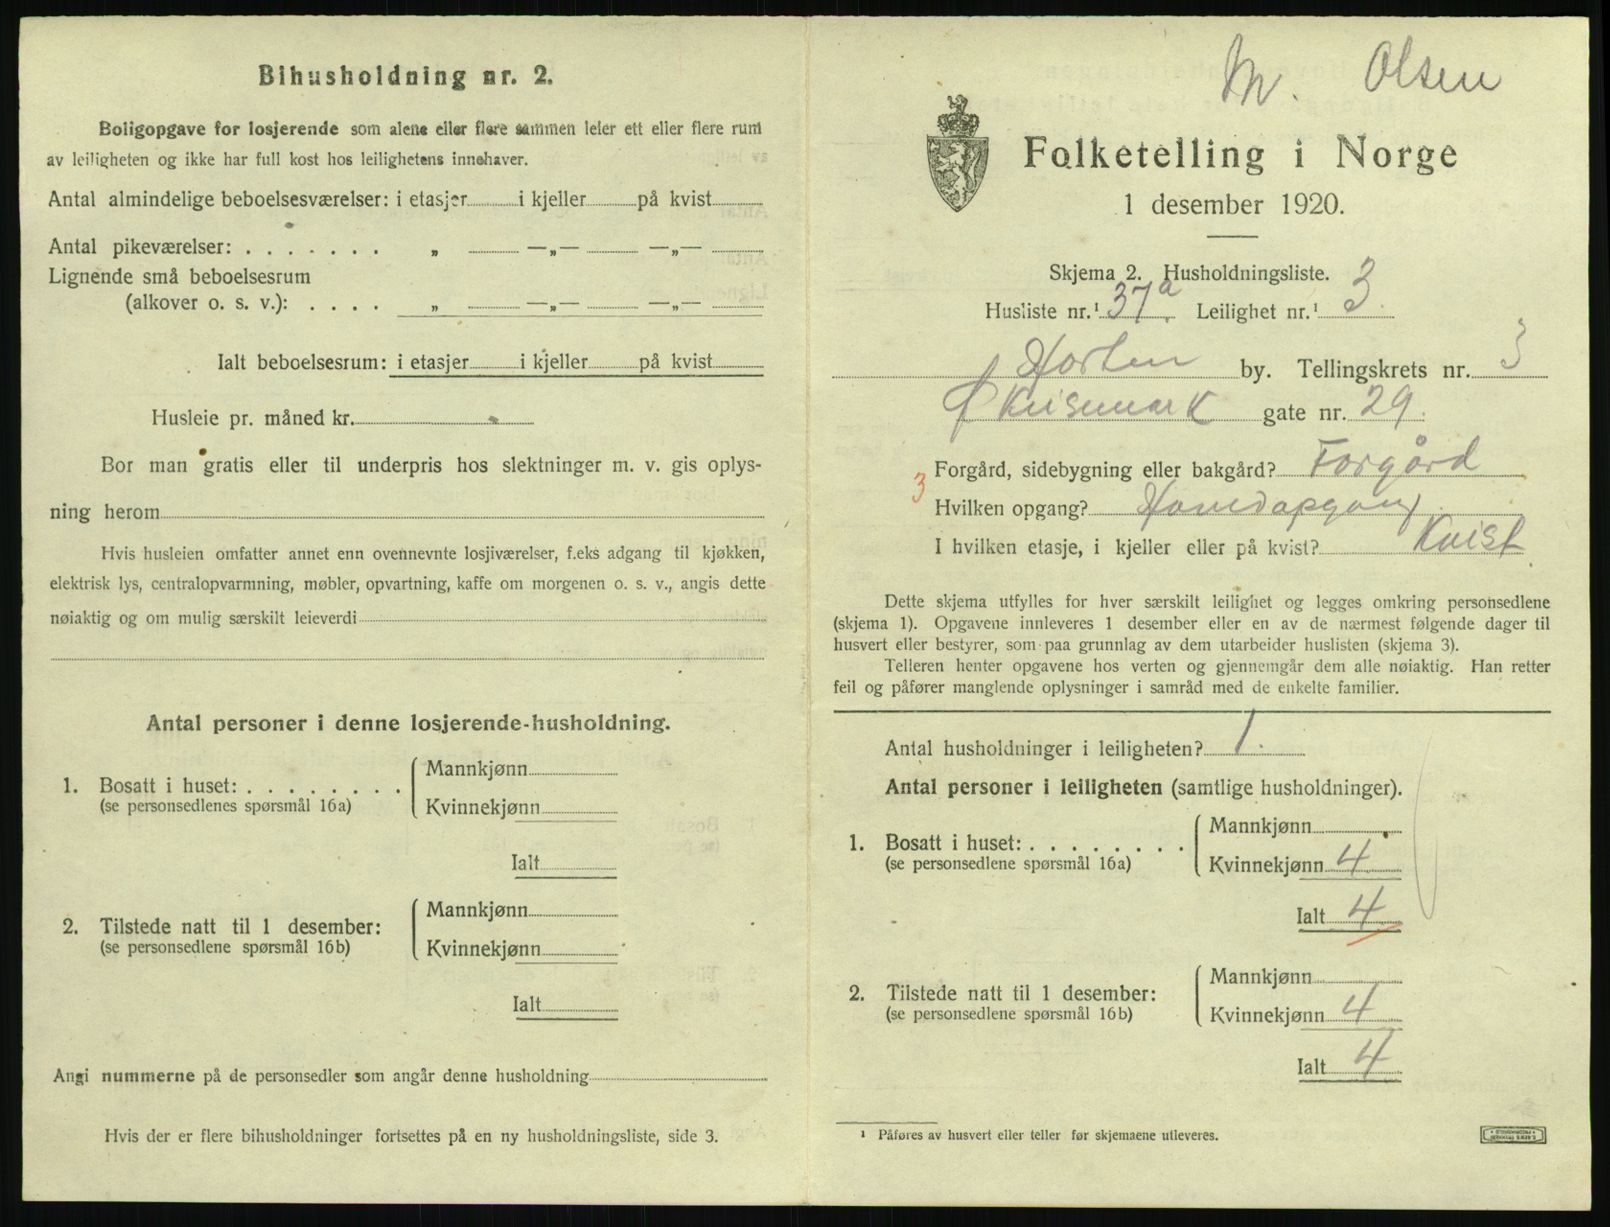 Bihusholdning nr. 2.
Boligopgave for losjerende som alene eller flere sammen leier ett eller flere rum
av leiligheten og ikke har full kost hos leilighetens innehaver.
Antal almindelige beboelsesværelser: i etasjer i kjeller på kvist
Antal pikeværelser: . . . . . . . „ —„— —„—
Lignende små beboelsesrum
(alkover o. s. v.): . . . . „ —„— —„—
Ialt beboelsesrum: i etasjer i kjeller på kvist
Husleie pr. måned kr.
Bor man gratis eller til underpris hos slektninger m. v. gis oplys-
ning herom
Hvis husleien omfatter annet enn ovennevnte losjiværelser, f.eks adgang til kjøkken,
elektrisk lys, centralopvarmning, møbler, opvartning, kaffe om morgenen o. s. v., angis dette
nøiaktig og om mulig særskilt leieverdi
Antal personer i denne losjerende-husholdning.
1. Bosatt i huset: . . . . . . . . Mannkjønn
(se personsedlenes spørsmål 16a) Kvinnekjønn
Ialt
2. Tilstede natt til 1 desember: Mannkjønn
(se personsedlene spørsmål 16b) Kvinnekjønn
Ialt
Angi nummerne på de personsedler som angår denne husholdning
Hvis der er flere bihusholdninger fortsettes på en ny husholdningsliste, side 3.
M. Olsen
Folketelling i Norge
1 desember 1920.
Skjema 2. Husholdningsliste.
Husliste nr.¹ 37a Leilighet nr.¹ 3.
Horten by. Tellingskrets nr. 3
gate nr. 29.
Forgård, sidebygning eller bakgård? Forgård
3
Hvilken opgang? Hovedopgang
I hvilken etasje, i kjeller eller på kvist? Kvist
Dette skjema utfylles for hver særskilt leilighet og legges omkring personsedlene
(skjema 1). Opgavene innleveres 1 desember eller en av de nærmest følgende dager til
husvert eller bestyrer, som paa grunnlag av dem utarbeider huslisten (skjema 3).
Telleren henter opgavene hos verten og gjennemgår dem alle nøiaktig. Han retter
feil og påfører manglende oplysninger i samråd med de enkelte familier.
Antal husholdninger i leiligheten? 1.
Antal personer i leiligheten (samtlige husholdninger).
1. Bosatt i huset: . . . . . . . . Mannkjønn
(se personsedlene spørsmål 16a) Kvinnekjønn 4
Ialt 4
2. Tilstede natt til 1 desember: Mannkjønn
(se personsedlene spørsmål 16b) Kvinnekjønn 4
Ialt 4
¹ Påføres av husvert eller teller før skjemaene utleveres.